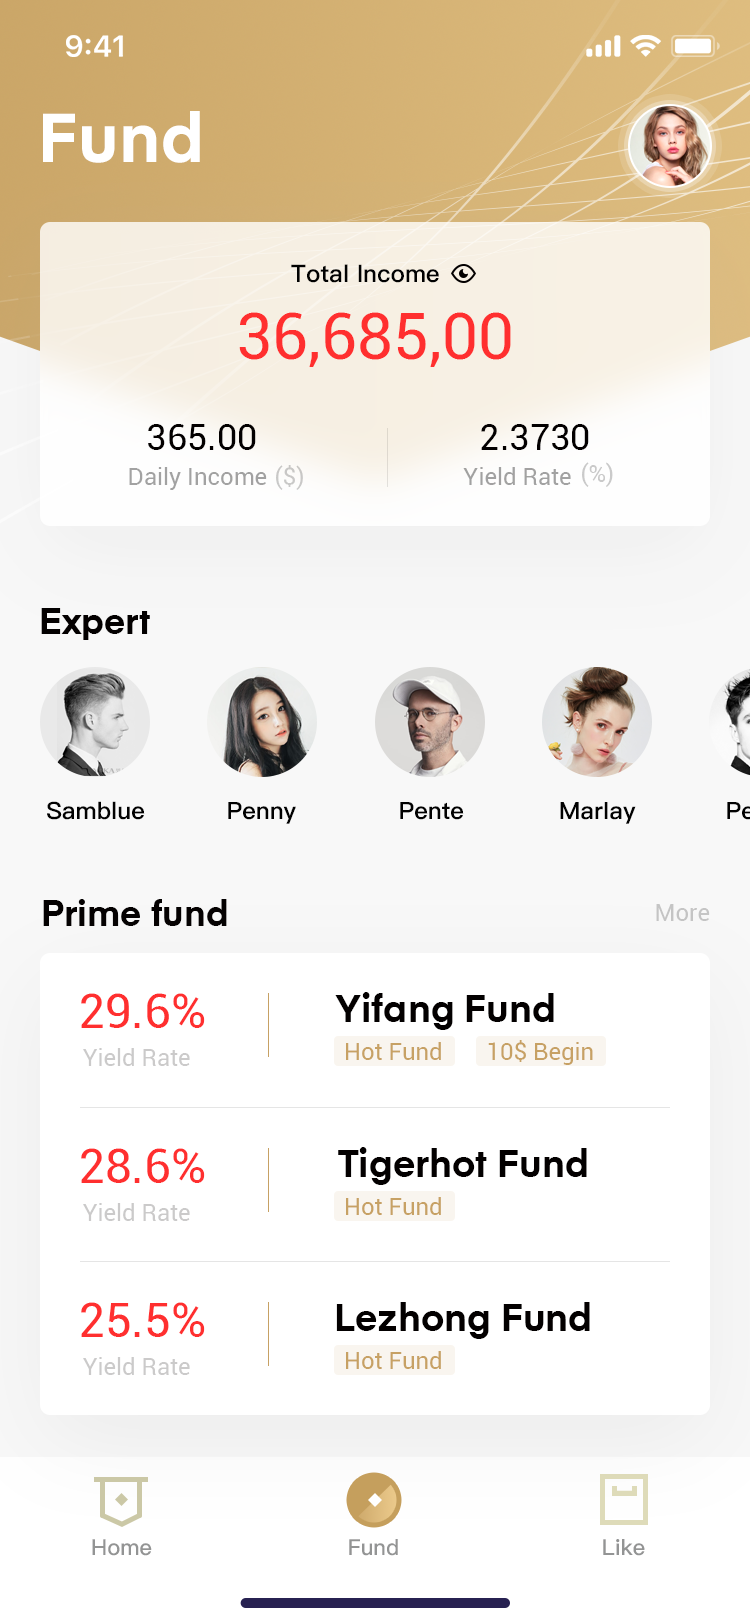 9:41
Fund
Total Income
36,685,00
365.00
2.3730
Daily Income ($)
Yield Rate (%)
Expert
Samblue
Penny
Pente
Marlay
Pe
Prime fund
More
29.6%
Yifang Fund
Yield Rate
Hot Fund
10$ Begin
28.6%
Tigerhot Fund
Yield Rate
Hot Fund
25.5%
Lezhong Fund
Yield Rate
Hot Fund
Home
Fund
Like